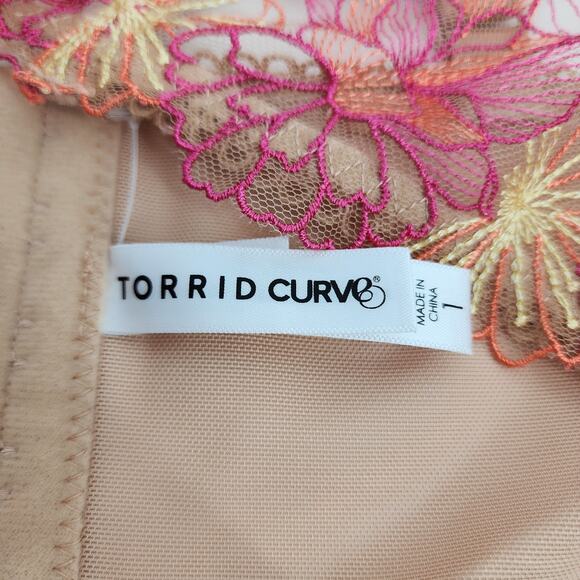 TORRID CURVE®
MADE IN
CHINA
1